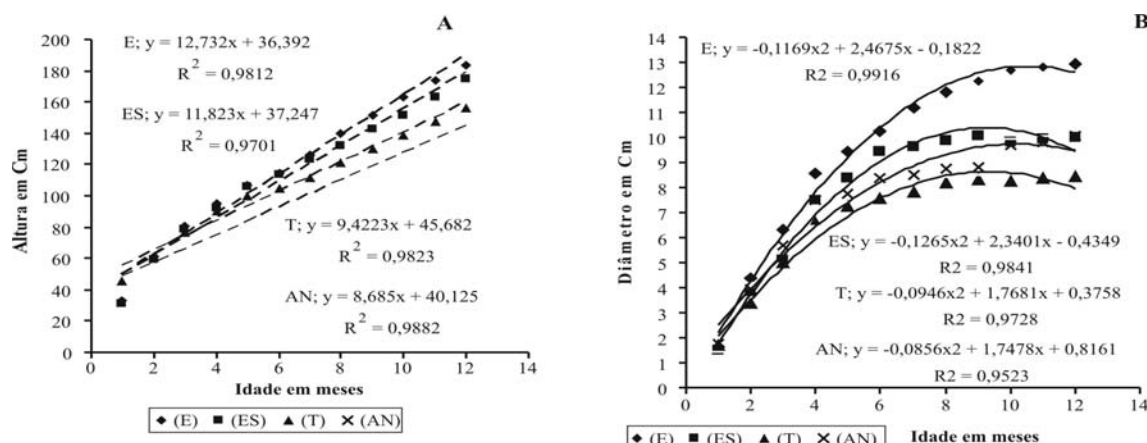 A
E; y = 12,732x + 36,392
R² = 0,9812
ES; y = 11,823x + 37,247
R² = 0,9701
T; y = 9,4223x + 45,682
R² = 0,9823
AN; y = 8,685x + 40,125
R² = 0,9882
Altura em Cm
200
180
160
140
120
100
80
60
40
20
0
0 2 4 6 8 10 12 14
Idade em meses
(E) (ES) (T) (AN)
B
E; y = -0,1169x2 + 2,4675x - 0,1822
R2 = 0,9916
ES; y = -0,1265x2 + 2,3401x - 0,4349
R2 = 0,9841
T; y = -0,0946x2 + 1,7681x + 0,3758
R2 = 0,9728
AN; y = -0,0856x2 + 1,7478x + 0,8161
R2 = 0,9523
Diâmetro em Cm
14
13
12
11
10
9
8
7
6
5
4
3
2
1
0
0 2 4 6 8 10 12 14
(E) (ES) (T) (AN) Idade em meses